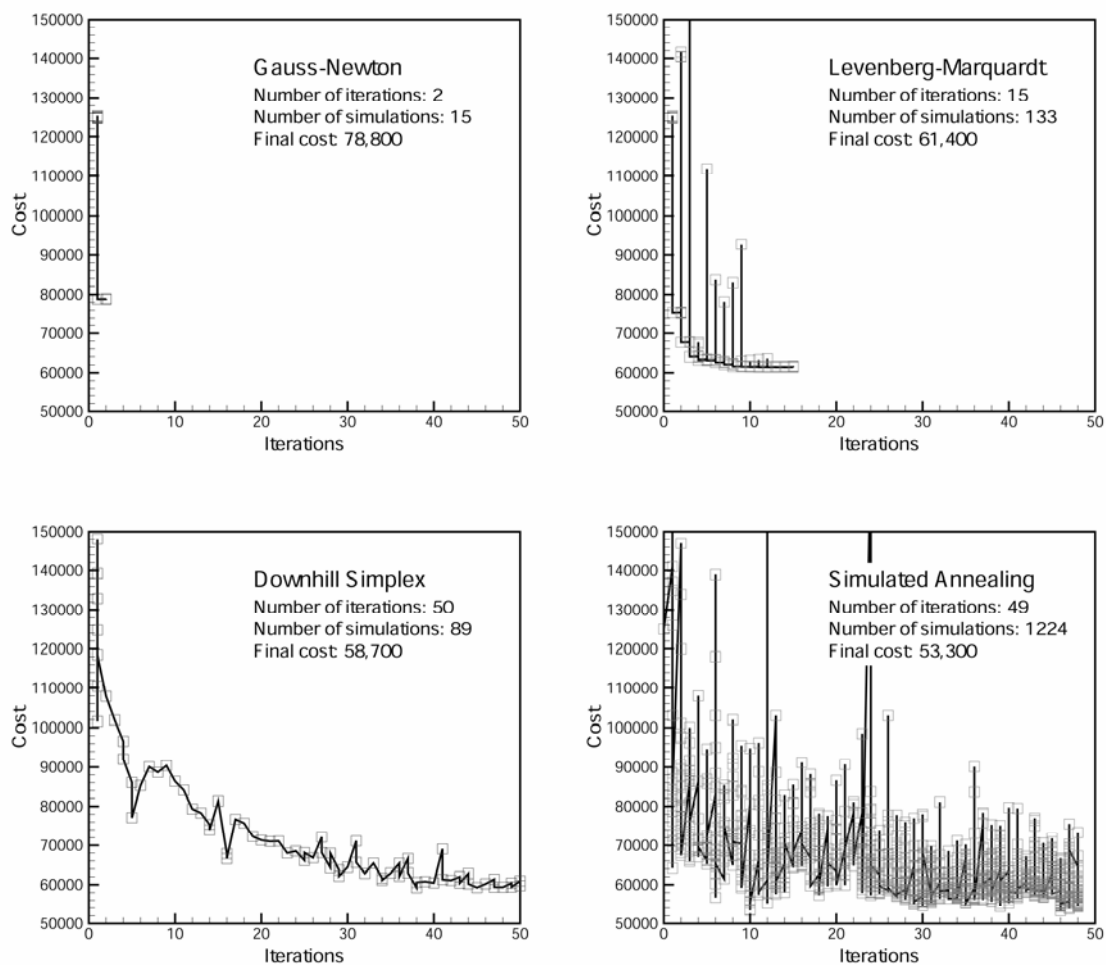 150000
140000
130000
120000
110000
100000
90000
80000
70000
60000
50000
Cost
0 10 20 30 40 50
Iterations
Gauss-Newton
Number of iterations: 2
Number of simulations: 15
Final cost: 78,800
150000
140000
130000
120000
110000
100000
90000
80000
70000
60000
50000
Cost
0 10 20 30 40 50
Iterations
Levenberg-Marquardt
Number of iterations: 15
Number of simulations: 133
Final cost: 61,400
150000
140000
130000
120000
110000
100000
90000
80000
70000
60000
50000
Cost
0 10 20 30 40 50
Iterations
Downhill Simplex
Number of iterations: 50
Number of simulations: 89
Final cost: 58,700
150000
140000
130000
120000
110000
100000
90000
80000
70000
60000
50000
Cost
0 10 20 30 40 50
Iterations
Simulated Annealing
Number of iterations: 49
Number of simulations: 1224
Final cost: 53,300